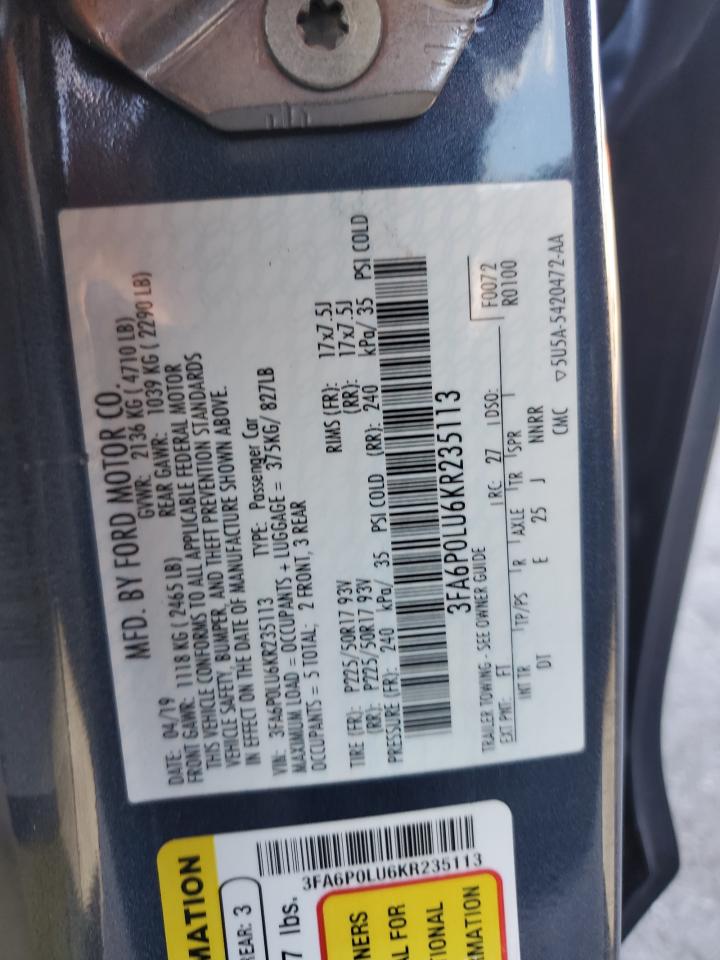 MFD. BY FORD MOTOR CO.
DATE: 04/19 GVWR: 2136 KG ( 4710 LB)
FRONT GAWR: 1118 KG ( 2465 LB) REAR GAWR: 1039 KG ( 2290 LB)
THIS VEHICLE CONFORMS TO ALL APPLICABLE FEDERAL MOTOR
VEHICLE SAFETY, BUMPER, AND THEFT PREVENTION STANDARDS
IN EFFECT ON THE DATE OF MANUFACTURE SHOWN ABOVE.
VIN: 3FA6P0LU6KR235113 TYPE: Passenger Car
MAXIMUM LOAD = OCCUPANTS + LUGGAGE = 375KG/ 827LB
OCCUPANTS = 5 TOTAL; 2 FRONT, 3 REAR
TIRE (FR): P225/50R17 93V RIMS (FR): 17x7.5J
(RR): P225/50R17 93V (RR): 17x7.5J
PRESSURE (FR): 240 kPa/ 35 PSI COLD (RR): 240 kPa/ 35 PSI COLD
3FA6P0LU6KR235113
TRAILER TOWING - SEE OWNER GUIDE F0072
EXT PNT: FT RC: 27 DSO: R0100
INT TR TP/PS R AXLE TR SPR
DT E 25 J NNRR
CMC ▽5U5A-5420472-AA
MATION
REAR: 3
7 lbs.
3FA6P0LU6KR235113
NERS
AL FOR
TIONAL
RMATION